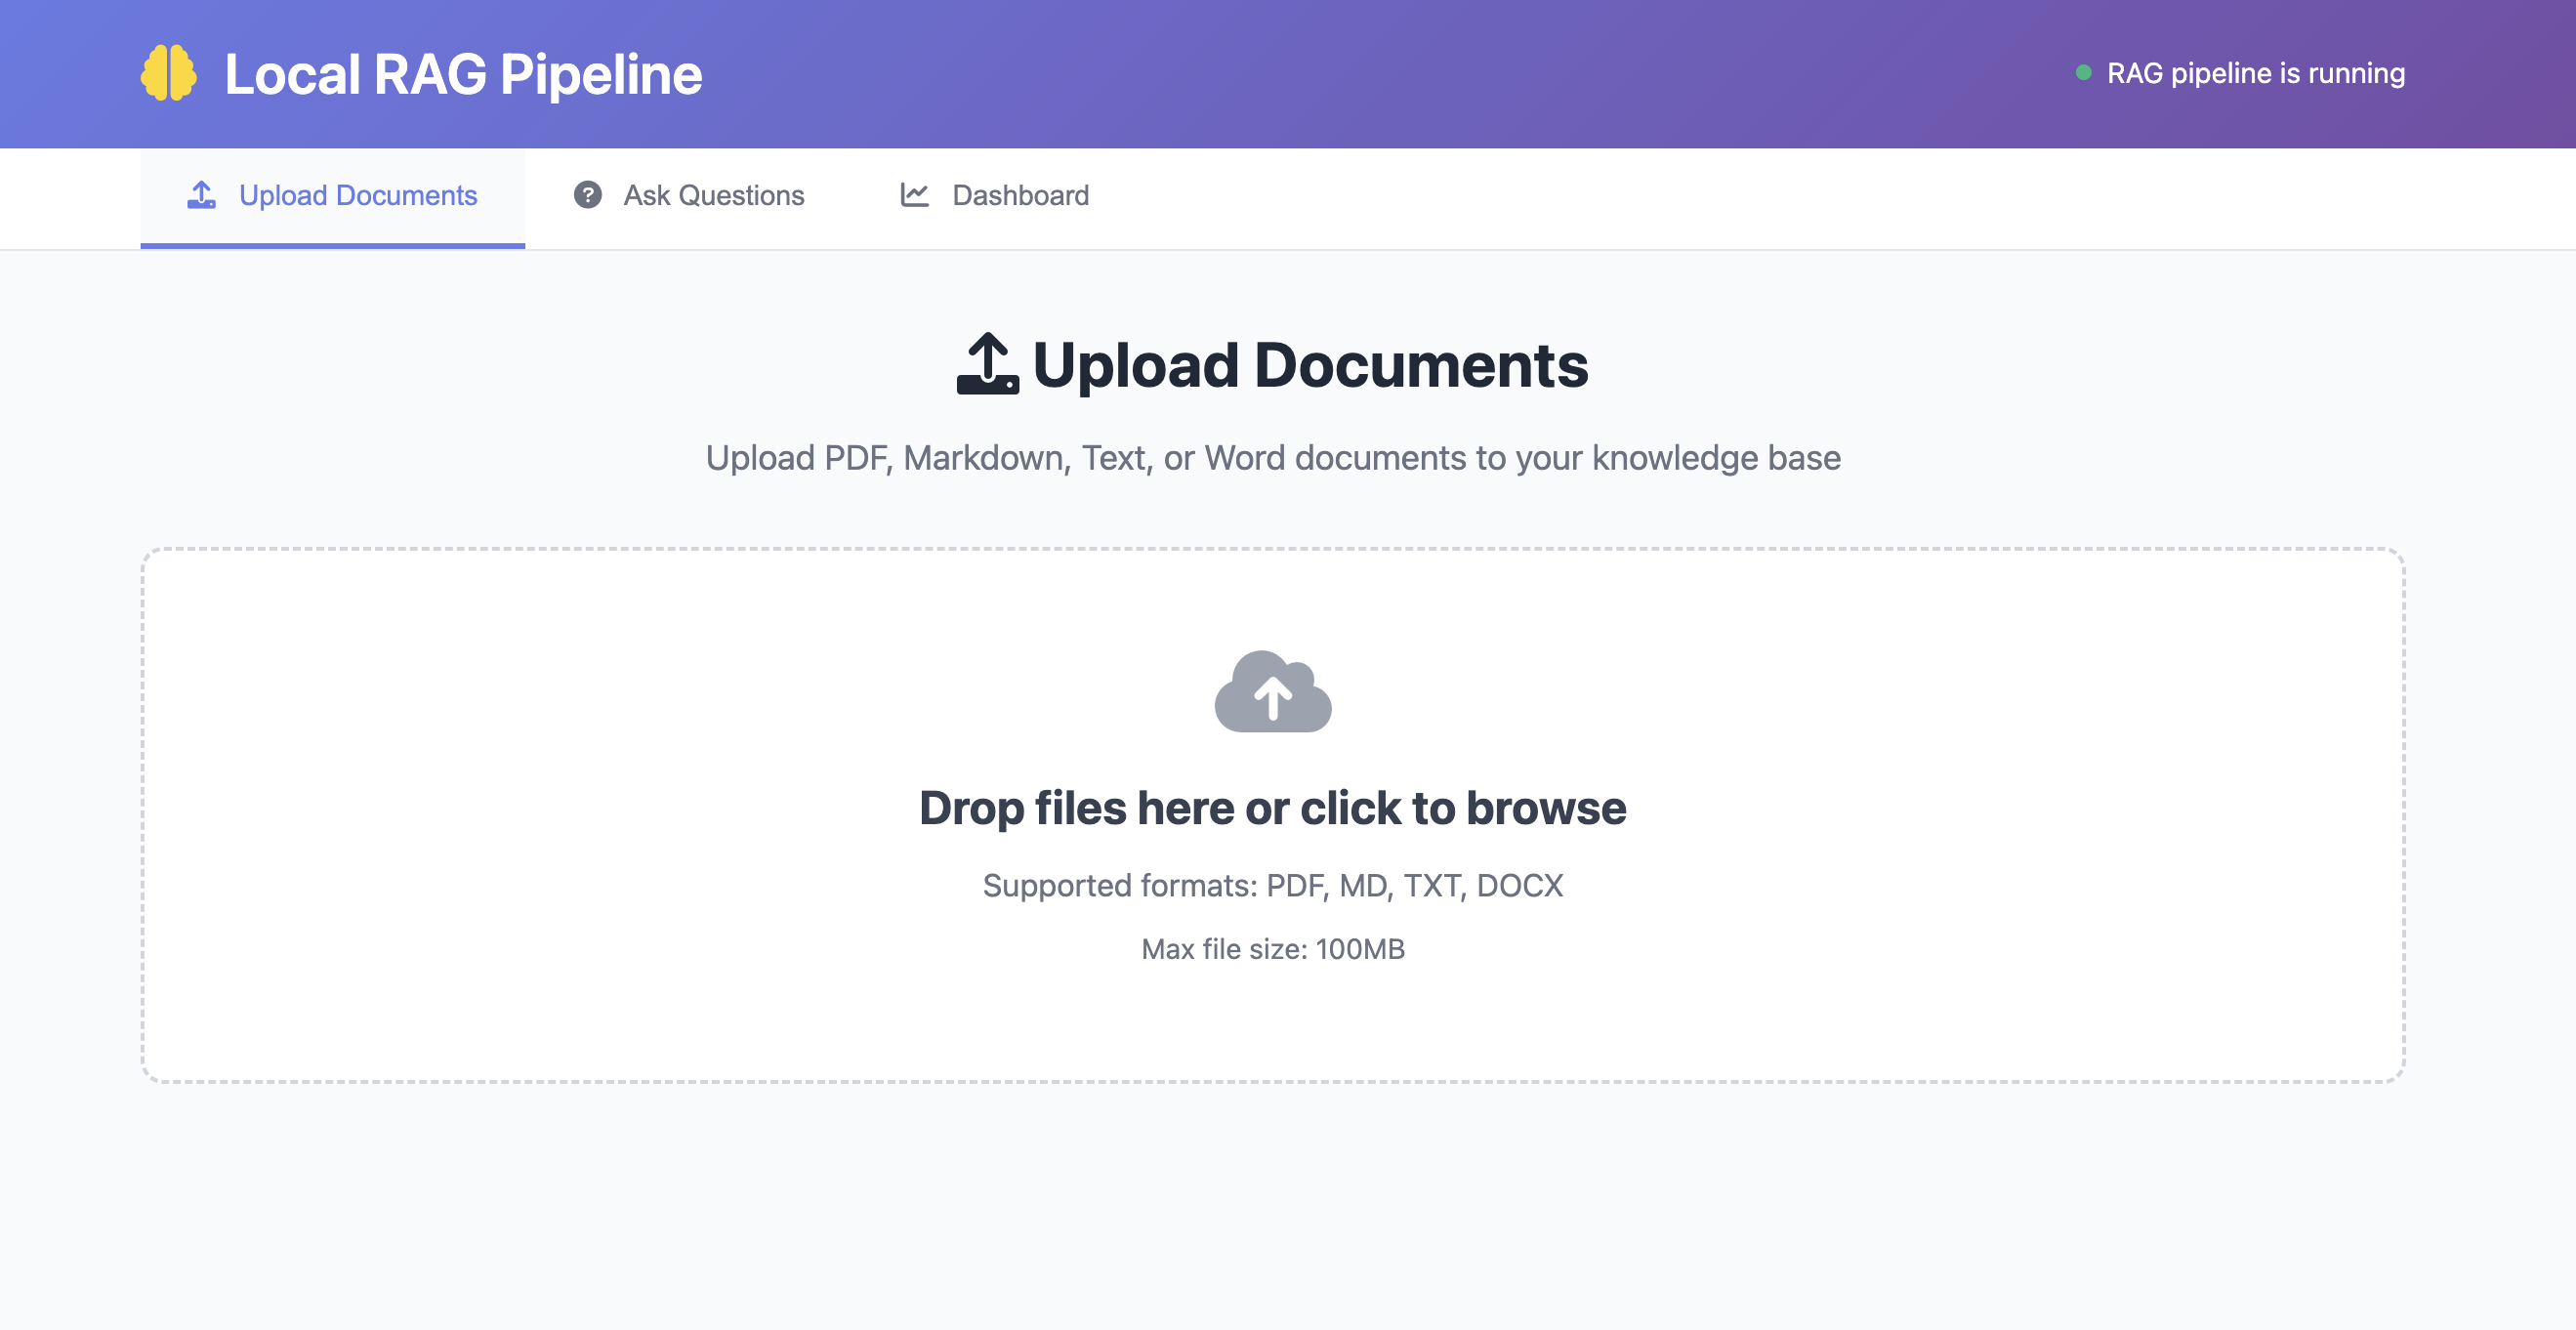 Local RAG Pipeline
RAG pipeline is running
Upload Documents
Ask Questions
Dashboard
Upload Documents
Upload PDF, Markdown, Text, or Word documents to your knowledge base
Drop files here or click to browse
Supported formats: PDF, MD, TXT, DOCX
Max file size: 100MB